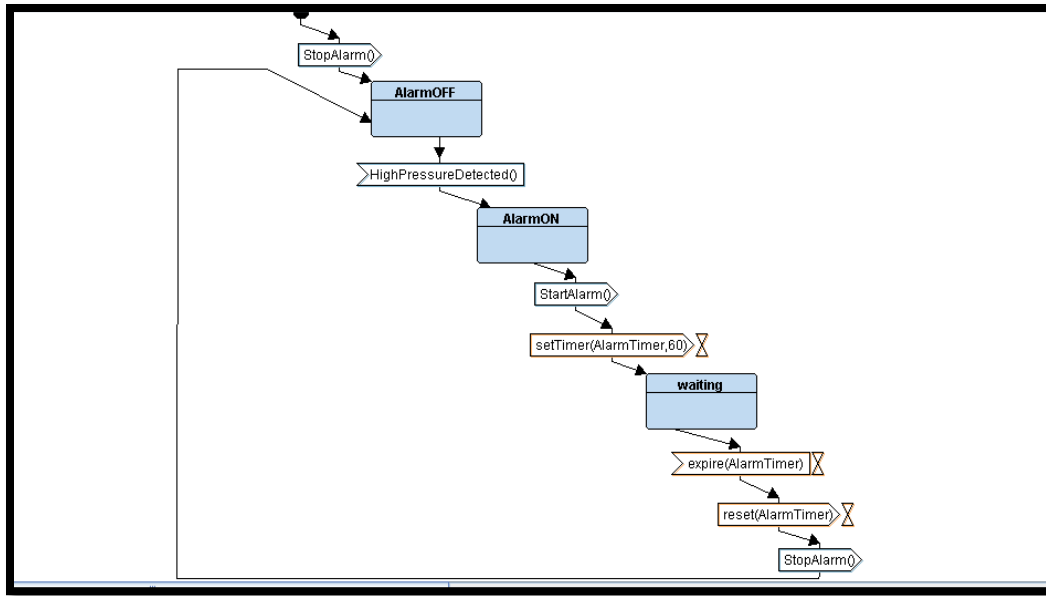 StopAlarm()
AlarmOFF
HighPressureDetected()
AlarmON
StartAlarm()
setTimer(AlarmTimer,60)
waiting
expire(AlarmTimer)
reset(AlarmTimer)
StopAlarm()